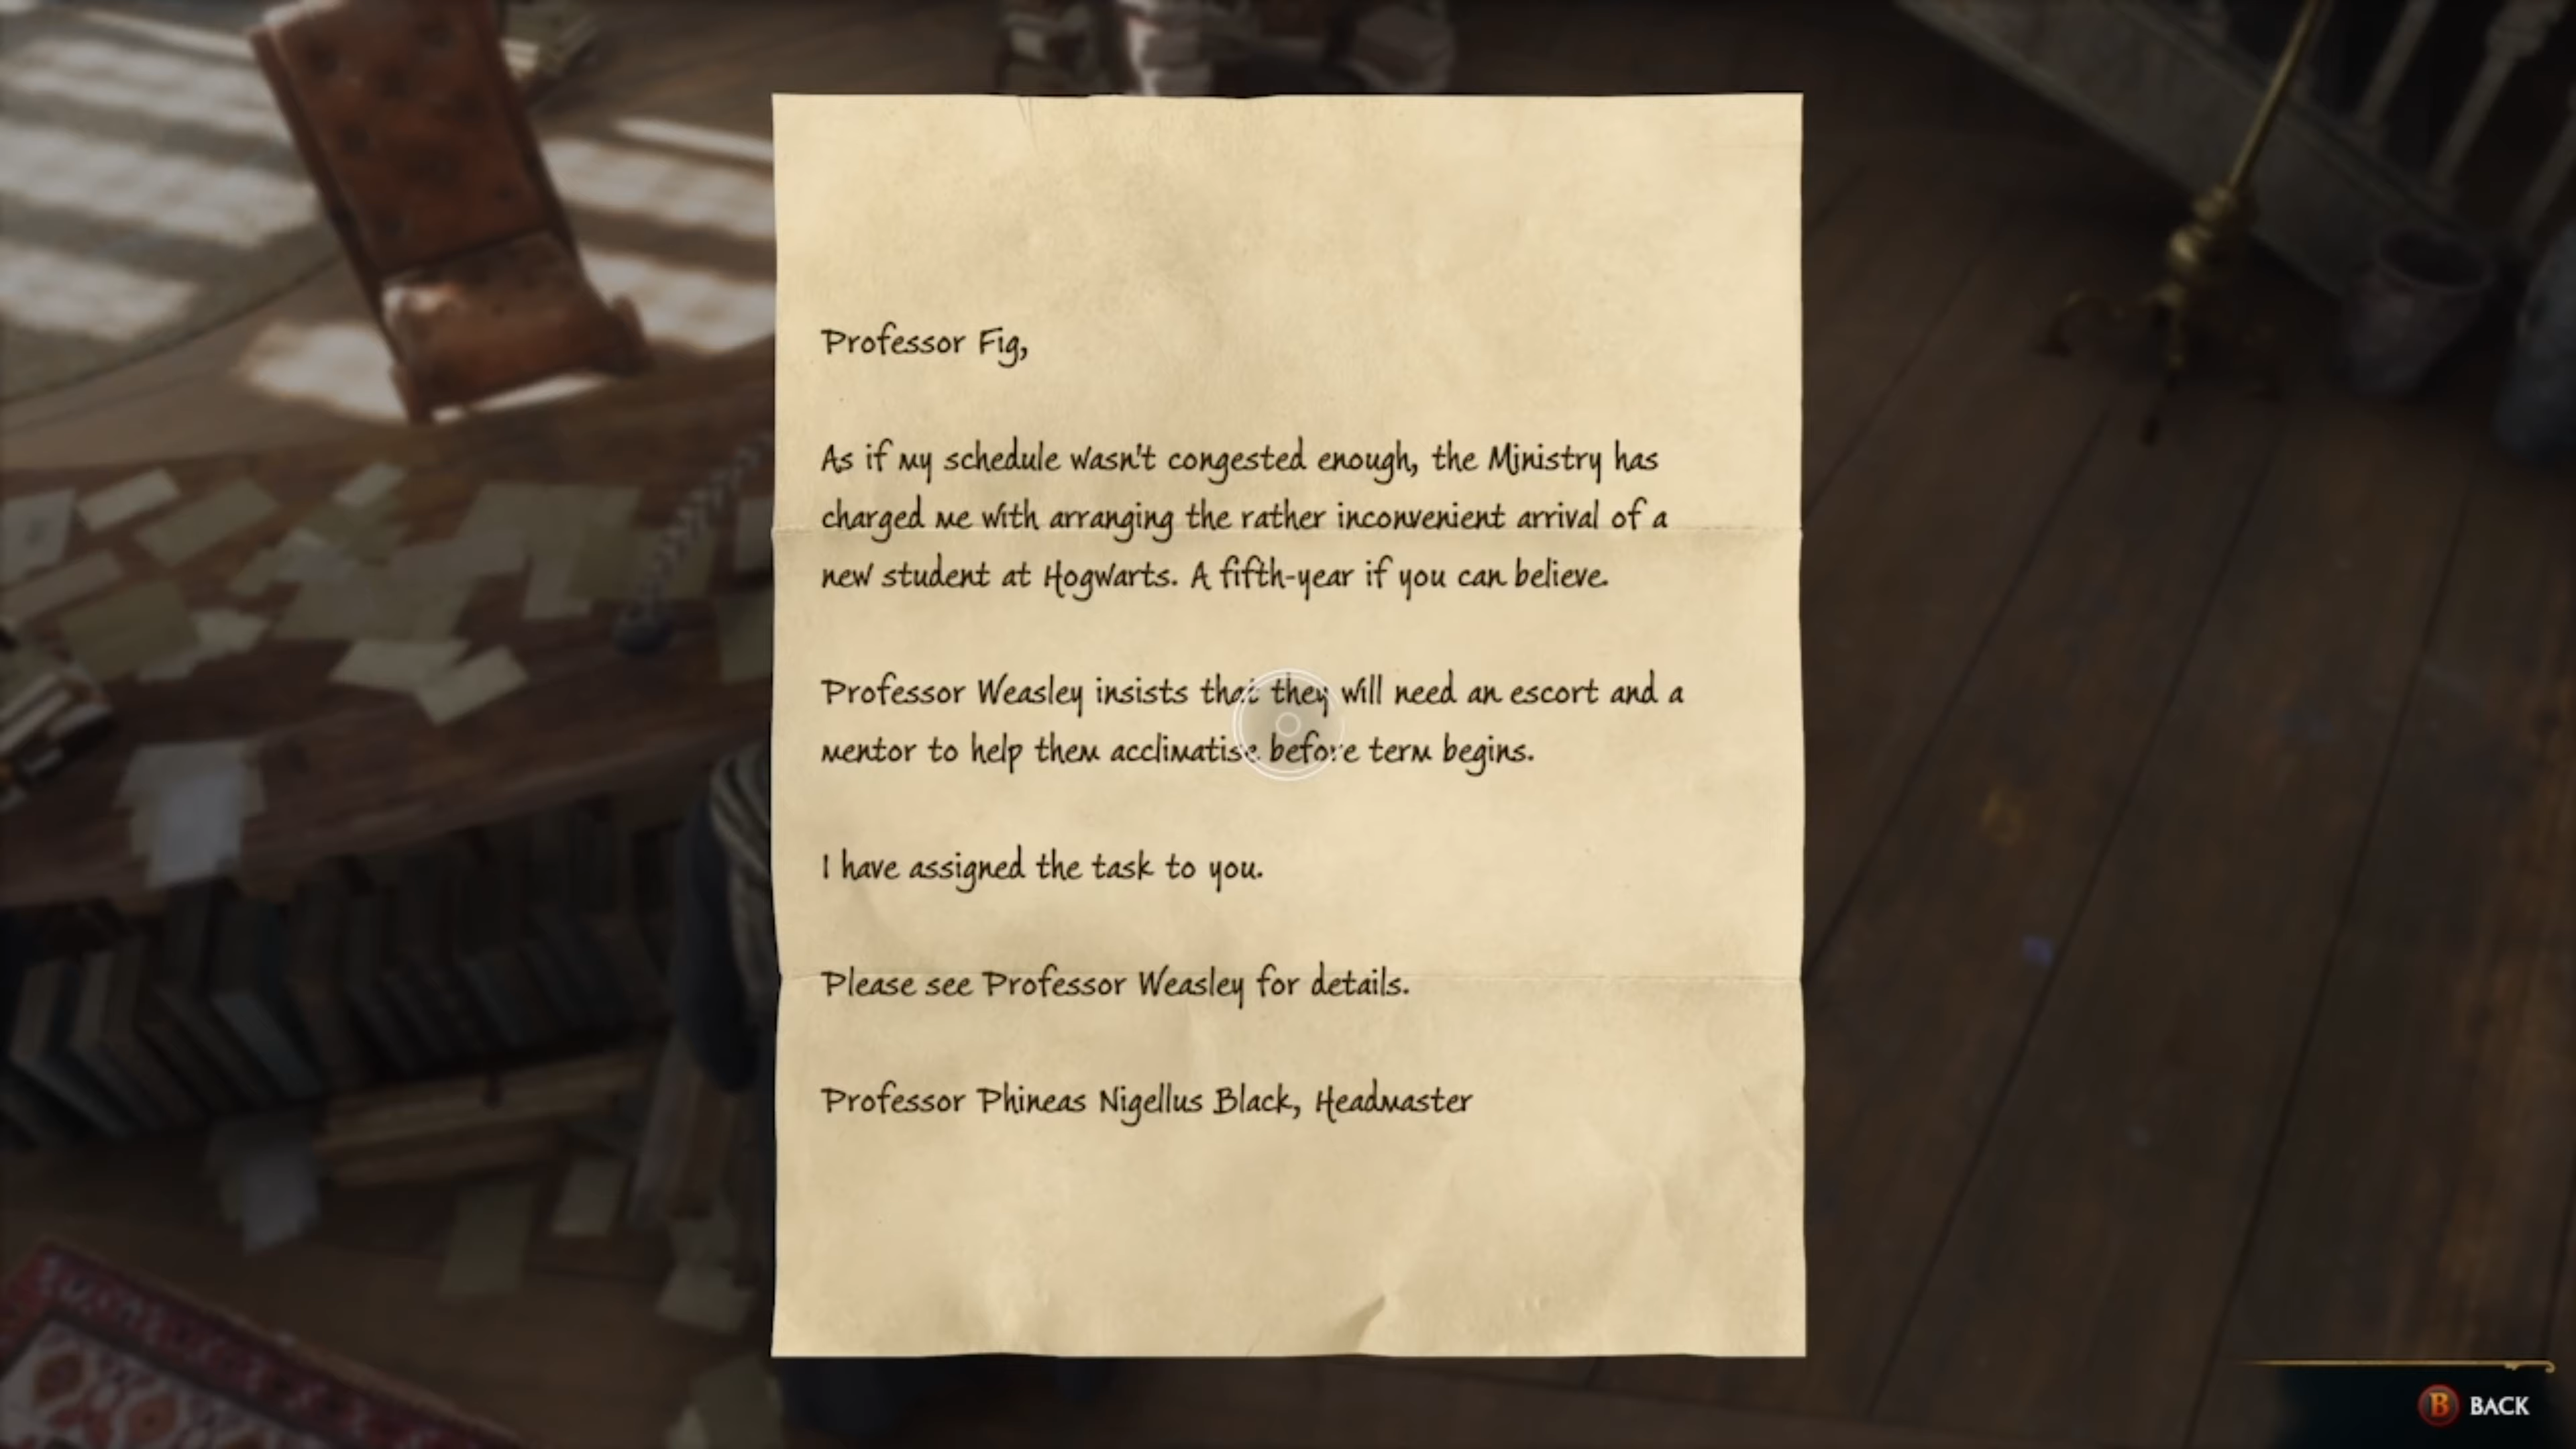 Professor Fig,
As if my schedule wasn't congested enough, the Ministry has
charged me with arranging the rather inconvenient arrival of a
new student at Hogwarts. A fifth-year if you can believe.
Professor Weasley insists that they will need an escort and a
mentor to help them acclimatise before term begins.
I have assigned the task to you.
Please see Professor Weasley for details.
Professor Phineas Nigellus Black, Headmaster
B BACK